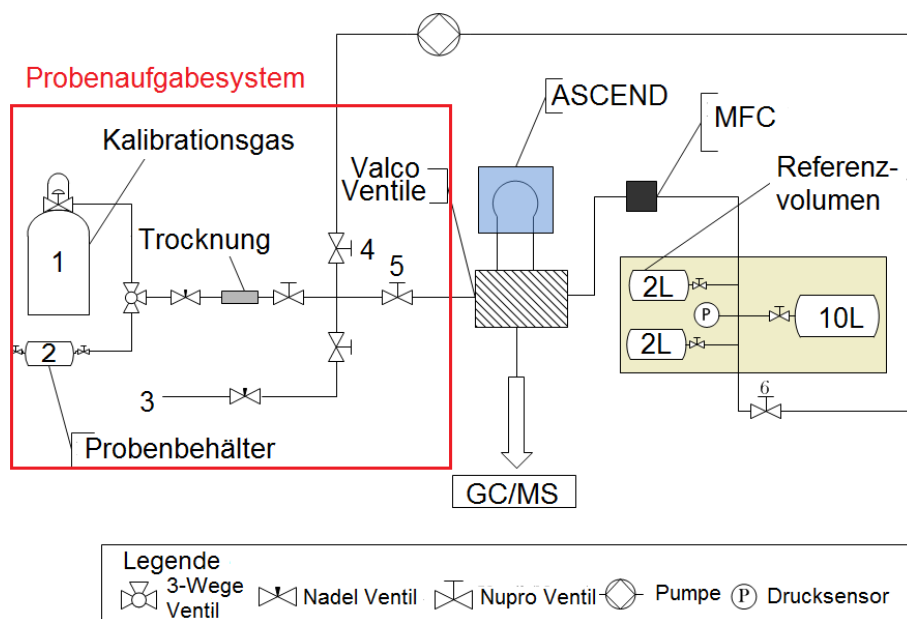 Probenaufgabesystem
ASCEND
MFC
Kalibrationsgas
Valco
Ventile
Referenz-
volumen
Trocknung
1
4
5
2L
P
10L
2L
2
3
6
Probenbehälter
GC/MS
Legende
3-Wege
Ventil
Nadel Ventil
Nupro Ventil
Pumpe
P
Drucksensor